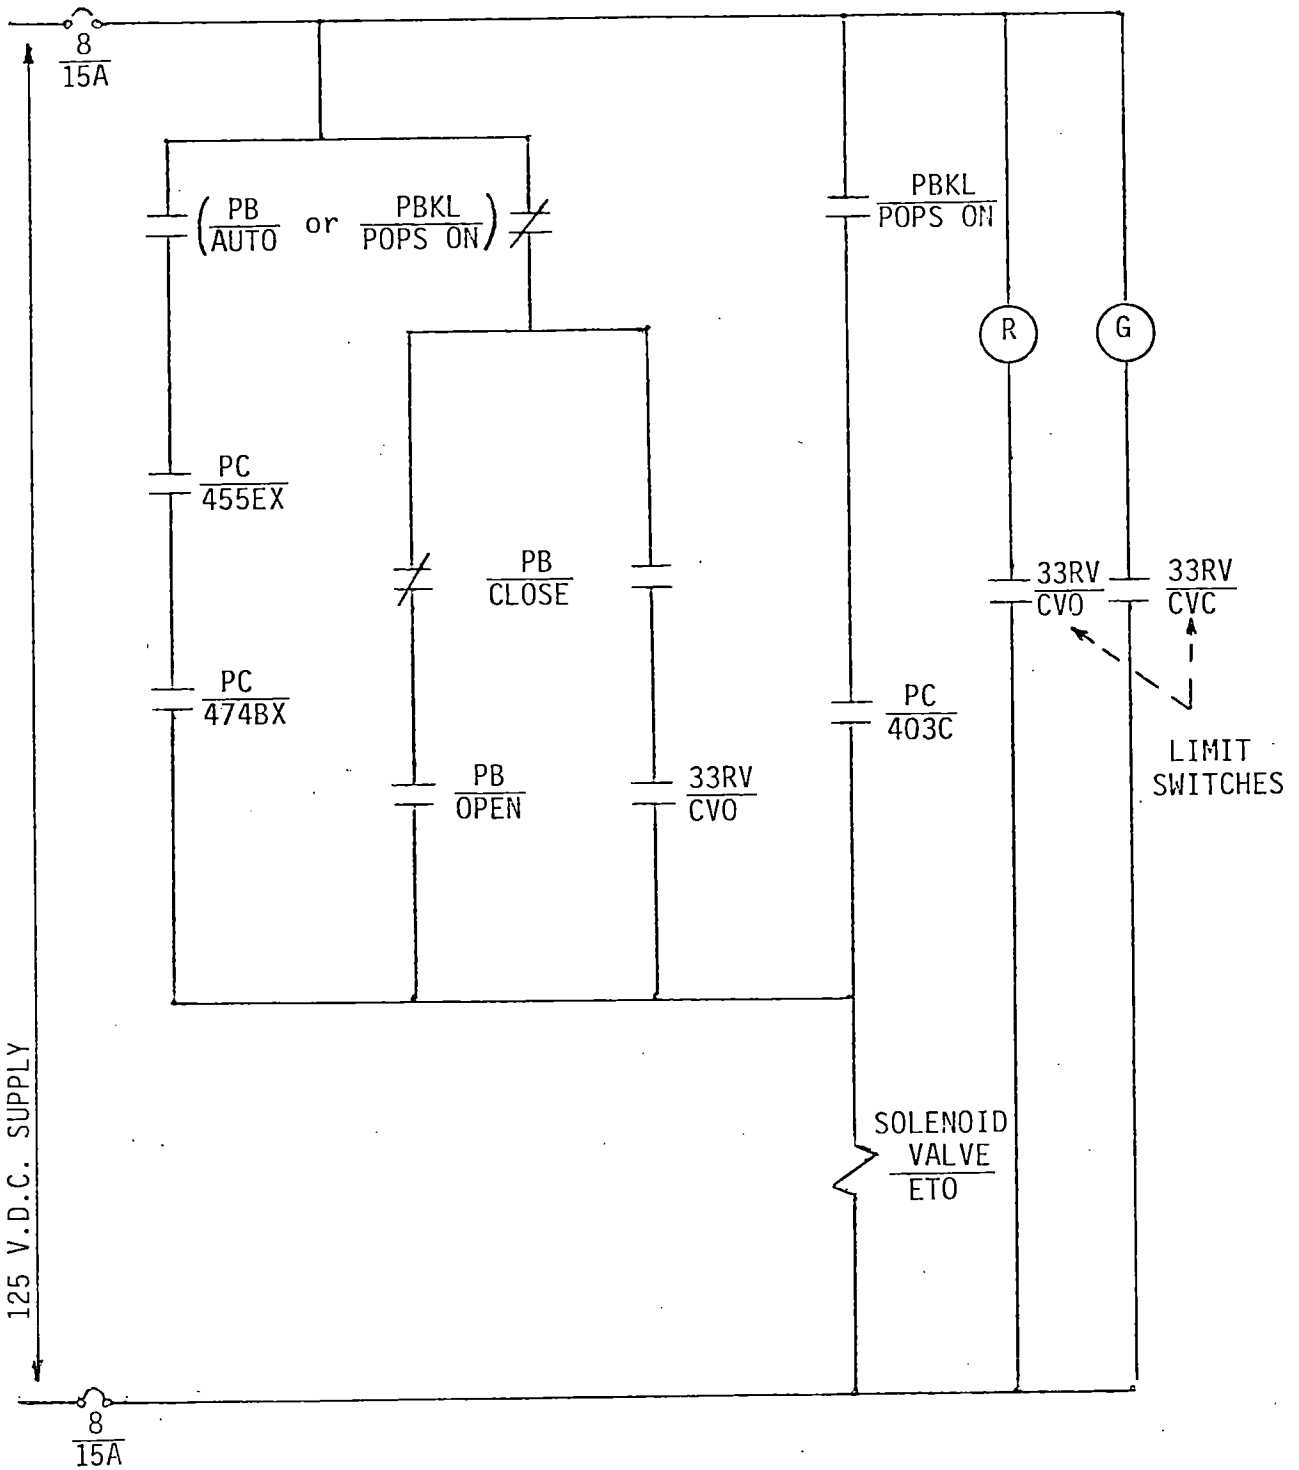 8
15A
PB
AUTO
or
PBKL
POPS ON
PBKL
POPS ON
R
G
PC
455EX
PB
CLOSE
33RV
CVO
33RV
CVC
PC
474BX
PC
403C
LIMIT
SWITCHES
PB
OPEN
33RV
CVO
125 V.D.C. SUPPLY
SOLENOID
VALVE
ETO
8
15A